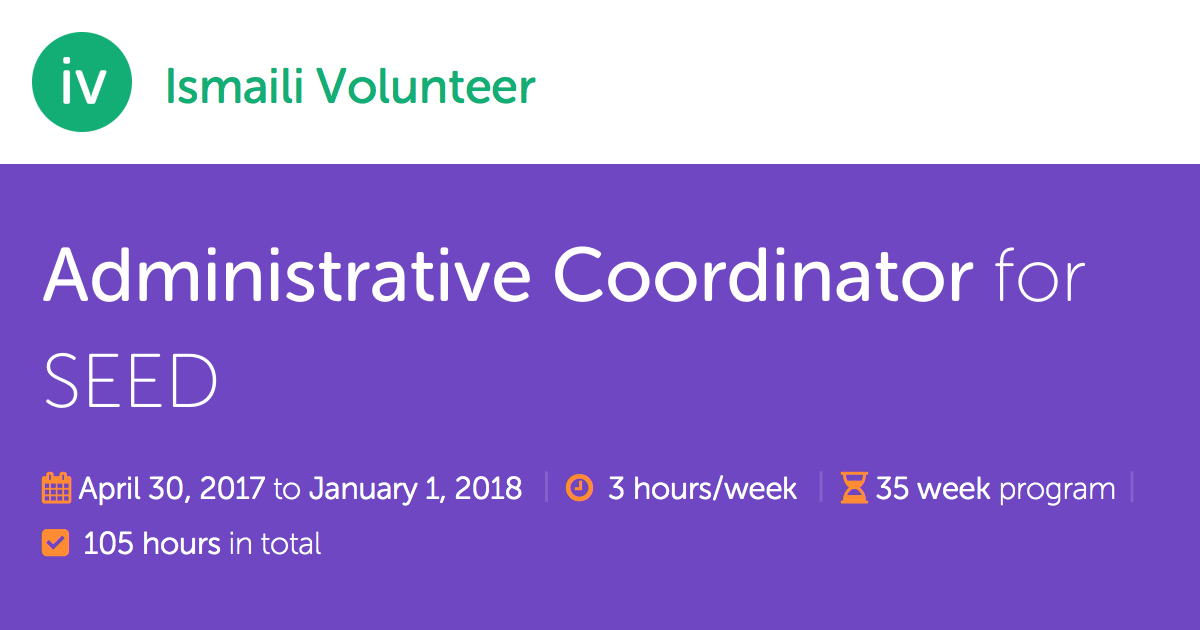 iv Ismaili Volunteer
Administrative Coordinator for
SEED
April 30, 2017 to January 1, 2018 | 3 hours/week | 35 week program |
105 hours in total